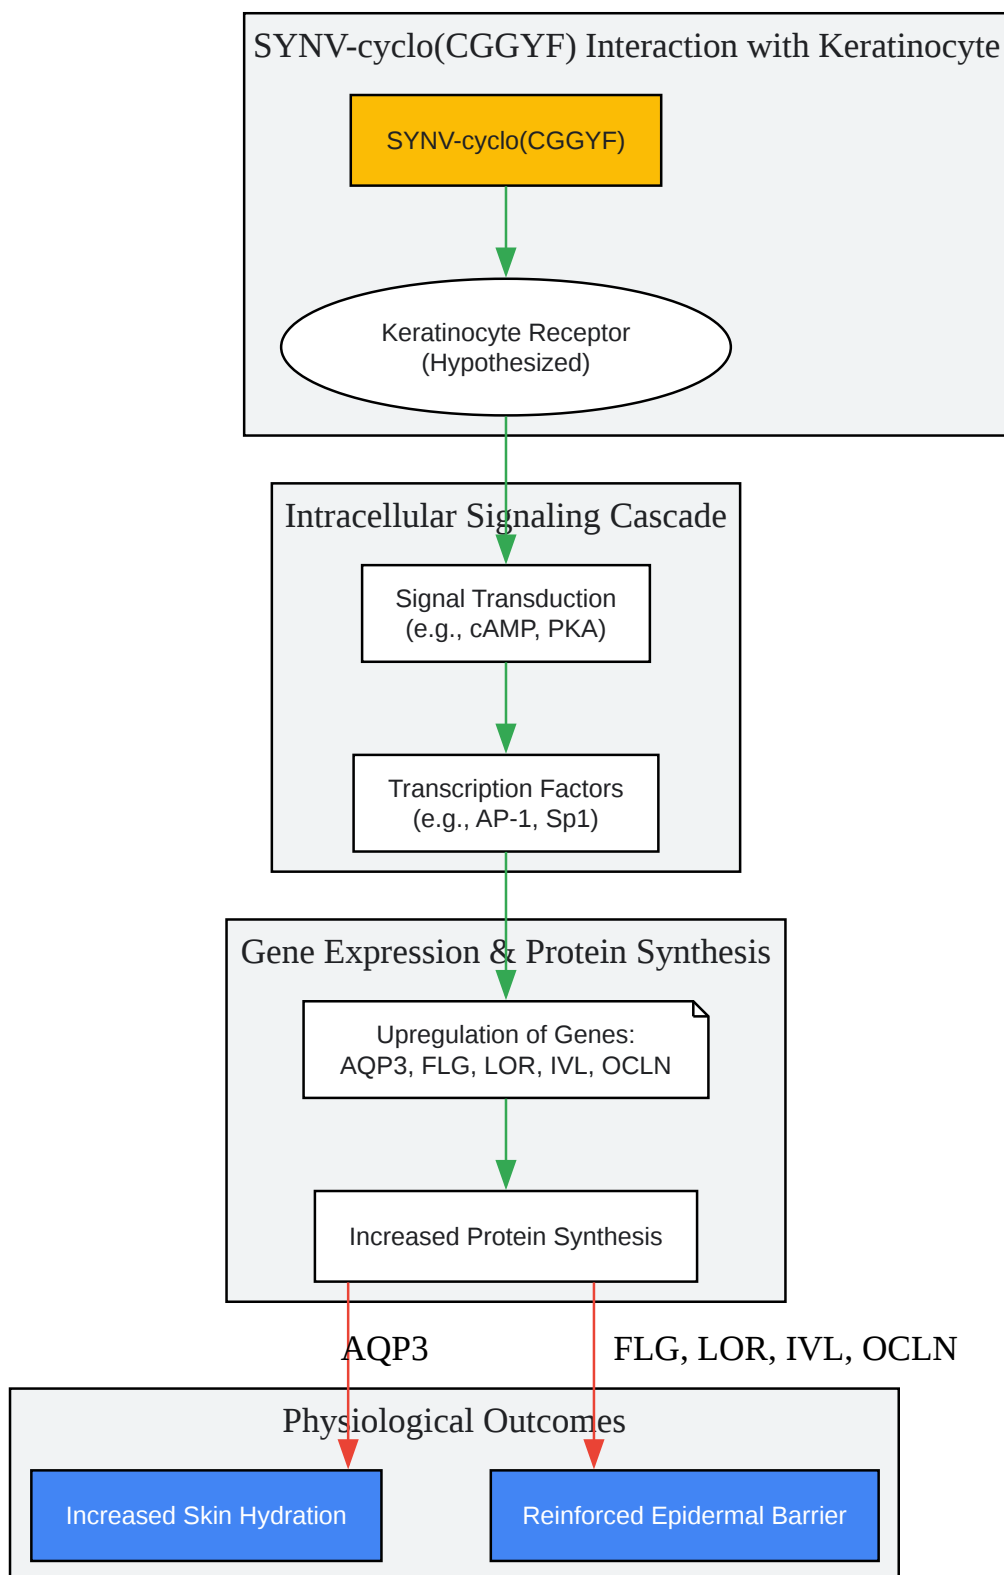 SYNV-cyclo(CGGYF) Interaction with Keratinocyte
SYNV-cyclo(CGGYF)
Keratinocyte Receptor
(Hypothesized)
Intracellular Signaling Cascade
Signal Transduction
(e.g., cAMP, PKA)
Transcription Factors
(e.g., AP-1, Sp1)
Gene Expression & Protein Synthesis
Upregulation of Genes:
AQP3, FLG, LOR, IVL, OCLN
Increased Protein Synthesis
AQP3
FLG, LOR, IVL, OCLN
Physiological Outcomes
Increased Skin Hydration
Reinforced Epidermal Barrier